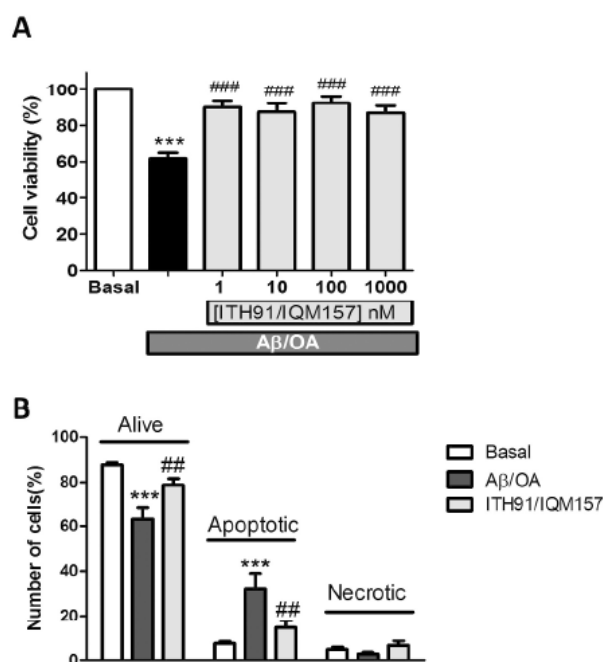 A
Cell viability (%)
100
80
60
40
20
0
***
###
###
###
###
Basal
1
10
100
1000
[ITH91/IQM157] nM
Aβ/OA
B
Number of cells(%)
100
80
60
40
20
Alive
***
##
Apoptotic
***
##
Necrotic
Basal
Aβ/OA
ITH91/IQM157